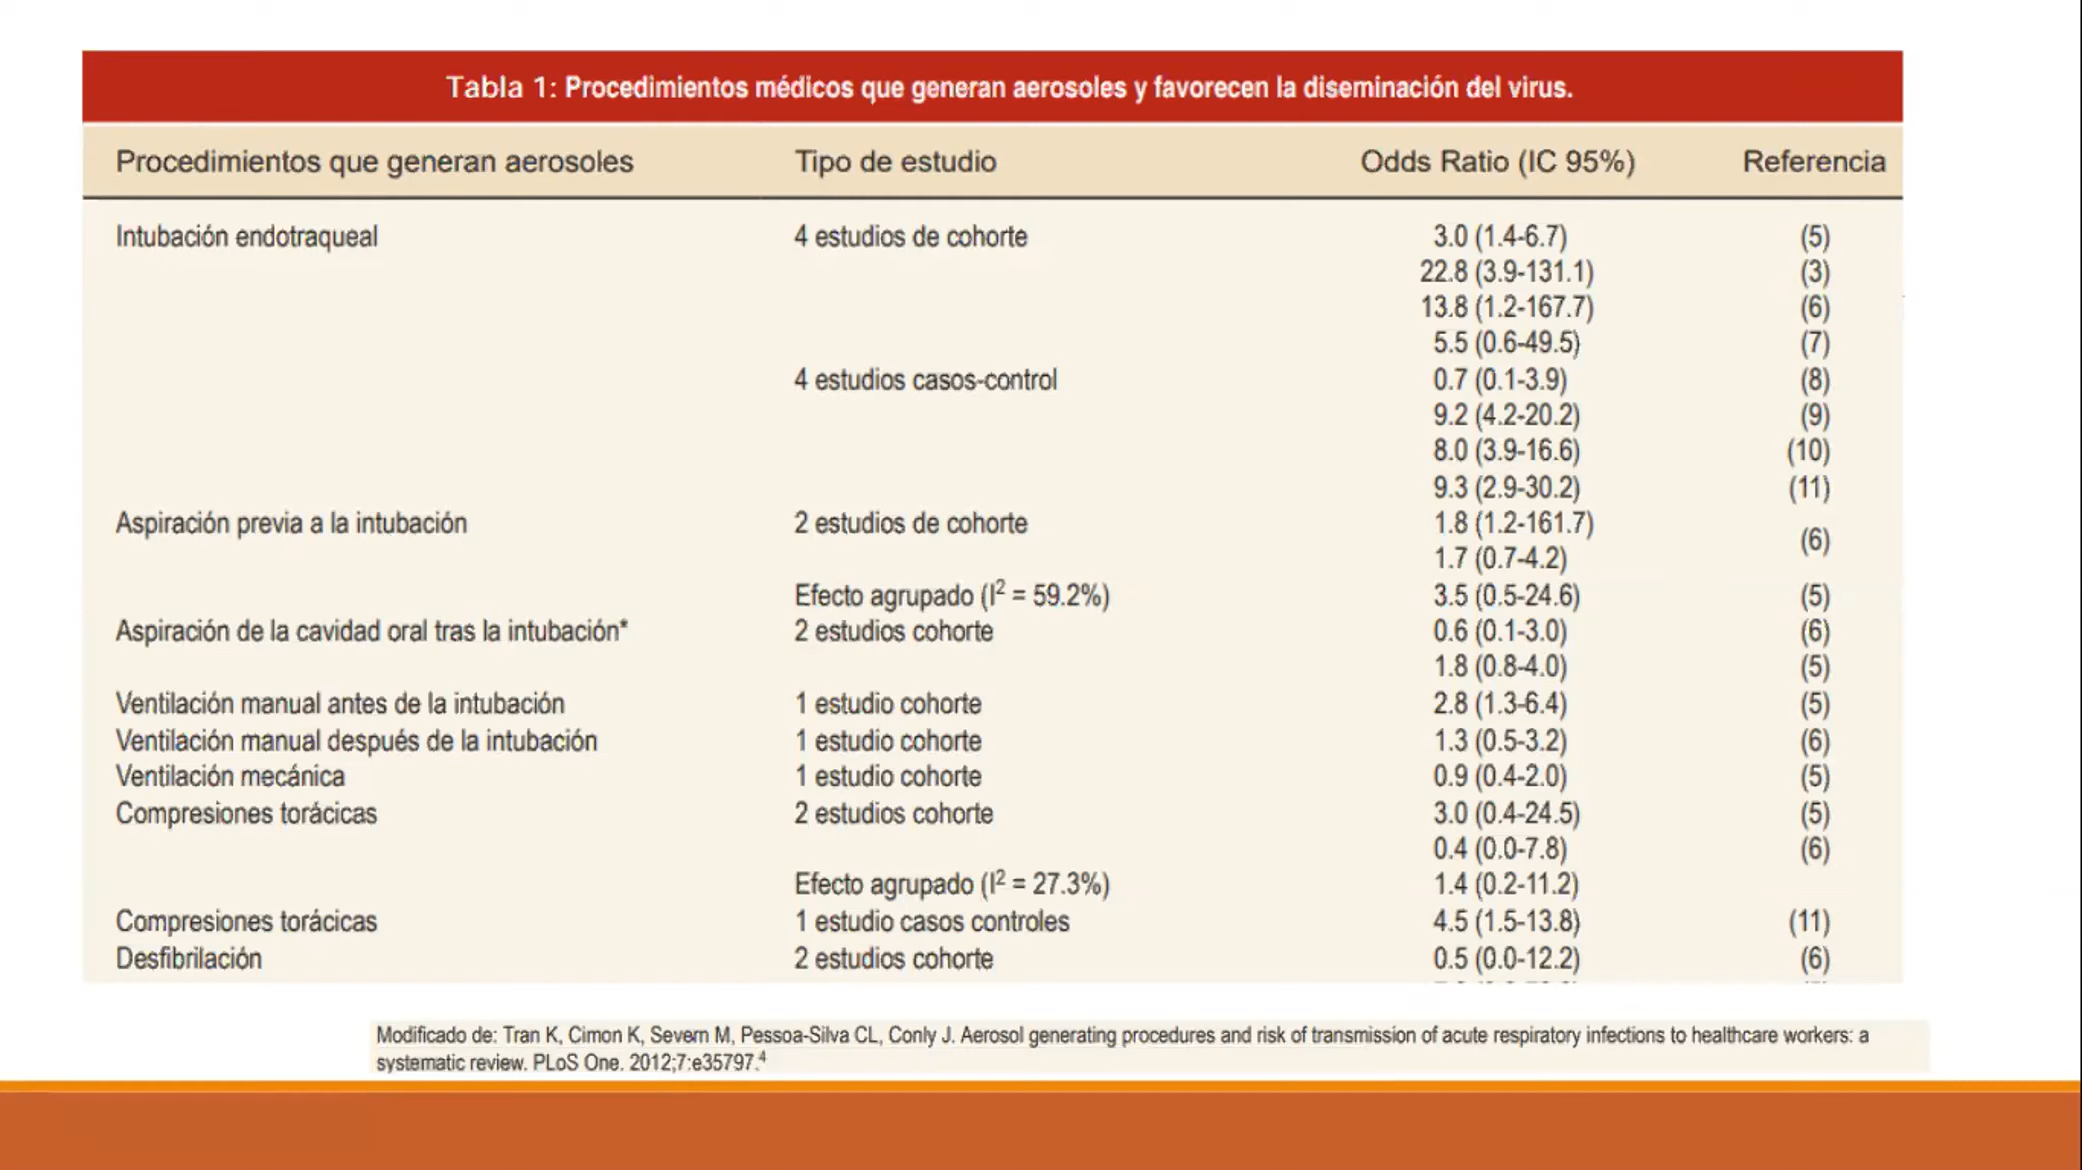 Tabla 1: Procedimientos médicos que generan aerosoles y favorecen la diseminación del virus.
Procedimientos que generan aerosoles Tipo de estudio Odds Ratio (IC 95%) Referencia
Intubación endotraqueal 4 estudios de cohorte 3.0 (1.4-6.7) (5)
22.8 (3.9-131.1) (3)
13.8 (1.2-167.7) (6)
5.5 (0.6-49.5) (7)
4 estudios casos-control 0.7 (0.1-3.9) (8)
9.2 (4.2-20.2) (9)
8.0 (3.9-16.6) (10)
9.3 (2.9-30.2) (11)
Aspiración previa a la intubación 2 estudios de cohorte 1.8 (1.2-161.7)
(6)
1.7 (0.7-4.2)
Efecto agrupado (I² = 59.2%) 3.5 (0.5-24.6) (5)
Aspiración de la cavidad oral tras la intubación* 2 estudios cohorte 0.6 (0.1-3.0) (6)
1.8 (0.8-4.0) (5)
Ventilación manual antes de la intubación 1 estudio cohorte 2.8 (1.3-6.4) (5)
Ventilación manual después de la intubación 1 estudio cohorte 1.3 (0.5-3.2) (6)
Ventilación mecánica 1 estudio cohorte 0.9 (0.4-2.0) (5)
Compresiones torácicas 2 estudios cohorte 3.0 (0.4-24.5) (5)
0.4 (0.0-7.8) (6)
Efecto agrupado (I² = 27.3%) 1.4 (0.2-11.2)
Compresiones torácicas 1 estudio casos controles 4.5 (1.5-13.8) (11)
Desfibrilación 2 estudios cohorte 0.5 (0.0-12.2) (6)
Modificado de: Tran K, Cimon K, Severn M, Pessoa-Silva CL, Conly J. Aerosol generating procedures and risk of transmission of acute respiratory infections to healthcare workers: a
systematic review. PLoS One. 2012;7:e35797.⁴